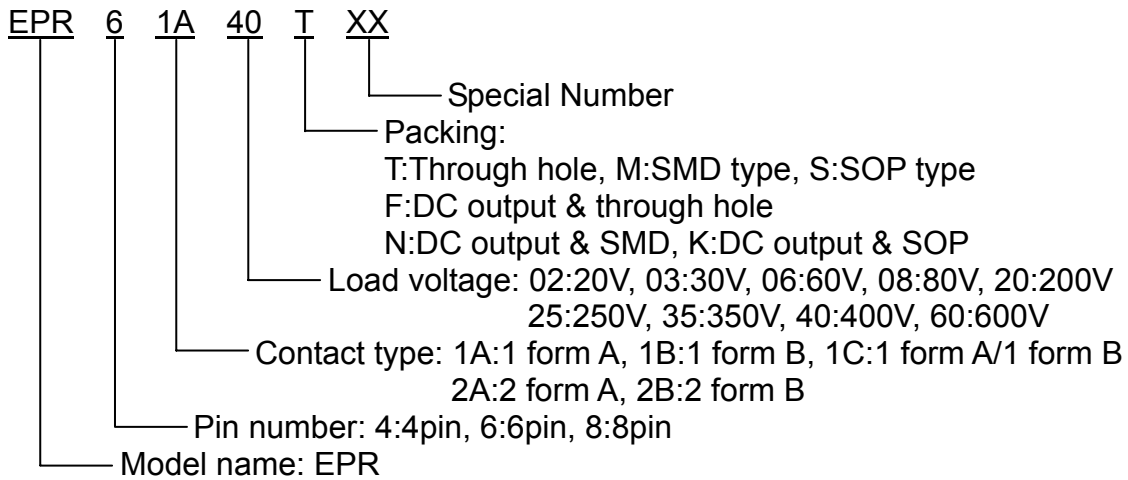 EPR 6 1A 40 T XX
Special Number
Packing:
T:Through hole, M:SMD type, S:SOP type
F:DC output & through hole
N:DC output & SMD, K:DC output & SOP
Load voltage: 02:20V, 03:30V, 06:60V, 08:80V, 20:200V
25:250V, 35:350V, 40:400V, 60:600V
Contact type: 1A:1 form A, 1B:1 form B, 1C:1 form A/1 form B
2A:2 form A, 2B:2 form B
Pin number: 4:4pin, 6:6pin, 8:8pin
Model name: EPR